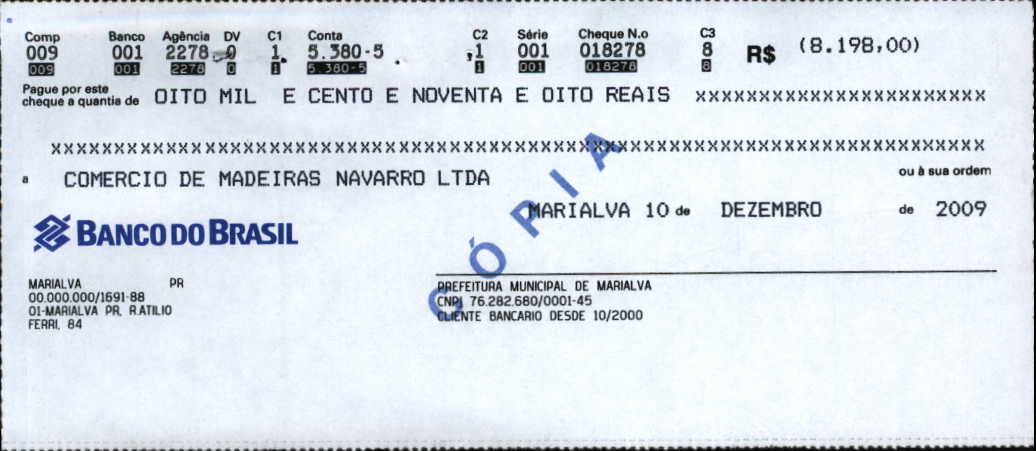 Comp Banco Agência DV C1 Conta C2 Série Cheque N.o C3
009 001 2278 0 1. 5.380-5 ,1 001 018278 8 R$ (8.198,00)
009 001 2278 0 1 5.380-5 1 001 018278 8
Pague por este
cheque a quantia de OITO MIL E CENTO E NOVENTA E OITO REAIS XXXXXXXXXXXXXXXXXXXXXXX
XXXXXXXXXXXXXXXXXXXXXXXXXXXXXXXXXXXXXXXXXXXXXXXXXXXXXXXXXXXXXXXXXXXXXXXXXX
a COMERCIO DE MADEIRAS NAVARRO LTDA ou à sua ordem
MARIALVA 10 de DEZEMBRO de 2009
CÓPIA
BANCO DO BRASIL
MARIALVA PR
00.000.000/1691-88
01-MARIALVA PR, R.ATILIO
FERRI, 84
PREFEITURA MUNICIPAL DE MARIALVA
CNPJ 76.282.680/0001-45
CLIENTE BANCARIO DESDE 10/2000